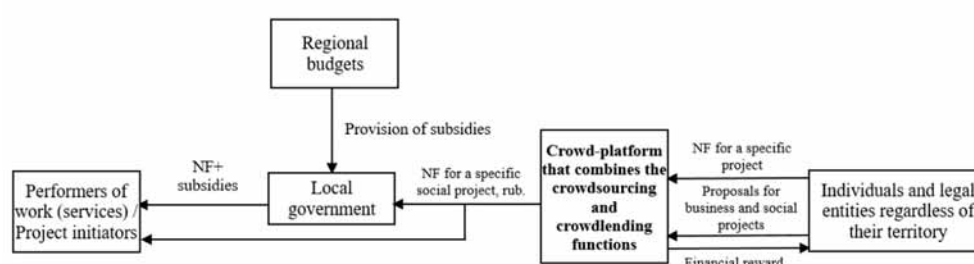 Regional
budgets
Provision of subsidies
NF+
subsidies
Performers of
work (services) /
Project initiators
Local
government
NF for a specific
social project, rub.
Crowd-platform
that combines the
crowdsourcing
and
crowdlending
functions
NF for a specific
project
Proposals for
business and social
projects
Financial reward
Individuals and legal
entities regardless of
their territory